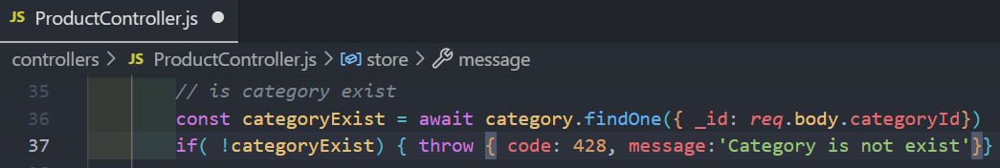 JS ProductController.js
controllers > JS ProductController.js > store > message
35 // is category exist
36 const categoryExist = await category.findOne({ _id: req.body.categoryId})
37 if( !categoryExist) { throw { code: 428, message:'Category is not exist'}}